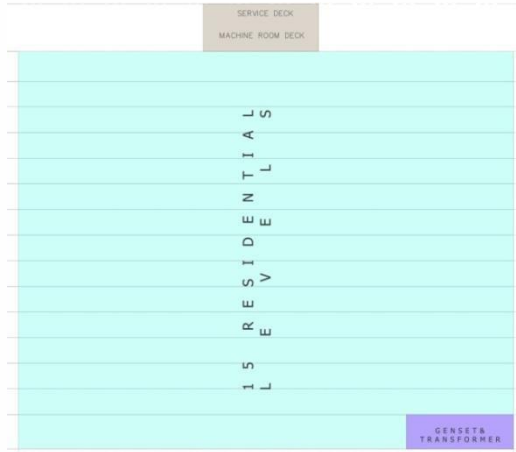 SERVICE DECK
MACHINE ROOM DECK
15 RESIDENTIAL
LEVELS
GENSET&
TRANSFORMER